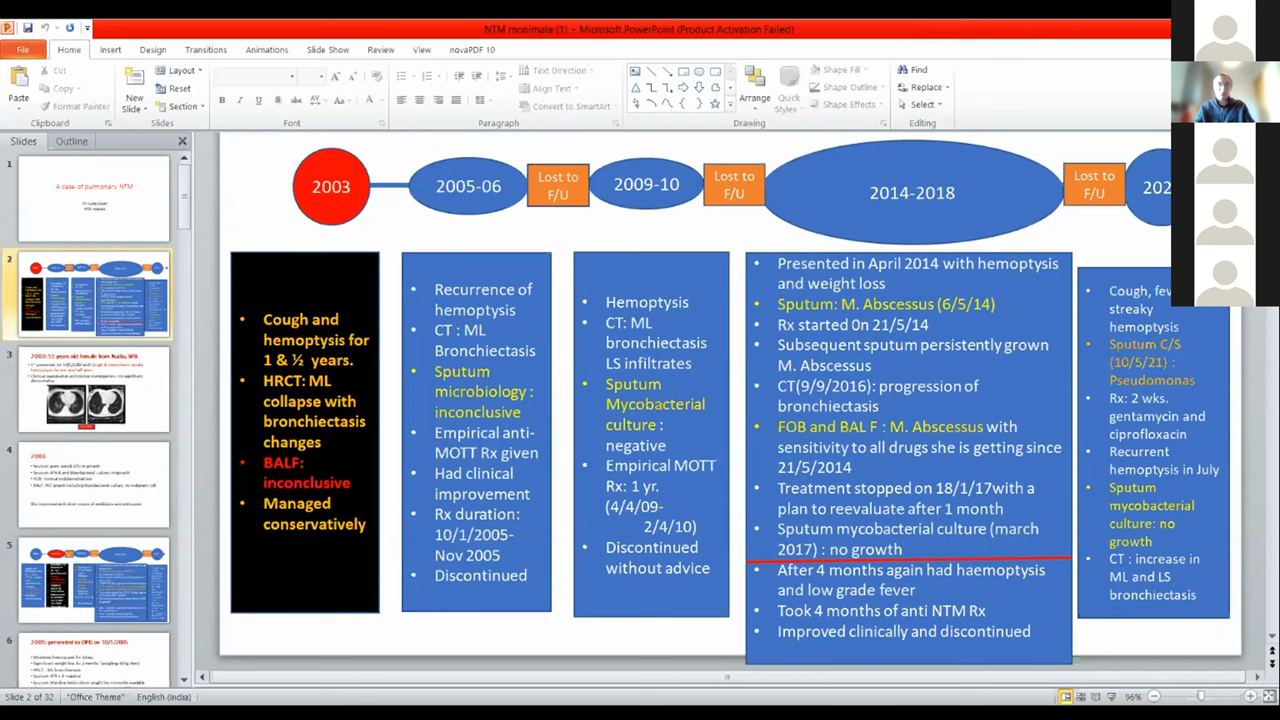 NTM monimala (1) - Microsoft PowerPoint (Product Activation Failed)
File Home Insert Design Transitions Animations Slide Show Review View novaPDF 10
Paste
Cut
Copy
Format Painter
Clipboard
New Slide
Layout
Reset
Section
Slides
Font
Text Direction
Align Text
Convert to SmartArt
Paragraph
Arrange
Quick Styles
Shape Fill
Shape Outline
Shape Effects
Drawing
Find
Replace
Select
Editing
Slides Outline
1
A case of pulmonary NTM
2
3
4
2003
5
6
2005: presented to OPD on 10/1/2005
2003
2005-06
Lost to
F/U
2009-10
Lost to
F/U
2014-2018
Lost to
F/U
• Cough and
hemoptysis for
1 & ½ years.
• HRCT: ML
collapse with
bronchiectasis
changes
• BALF:
inconclusive
• Managed
conservatively
• Recurrence of
hemoptysis
• CT : ML
Bronchiectasis
• Sputum
microbiology :
inconclusive
• Empirical anti-
MOTT Rx given
• Had clinical
improvement
• Rx duration:
10/1/2005-
Nov 2005
• Discontinued
• Hemoptysis
• CT: ML
bronchiectasis
LS infiltrates
• Sputum
Mycobacterial
culture :
negative
• Empirical MOTT
Rx: 1 yr.
(4/4/09-
2/4/10)
• Discontinued
without advice
• Presented in April 2014 with hemoptysis
and weight loss
• Sputum: M. Abscessus (6/5/14)
• Rx started 0n 21/5/14
• Subsequent sputum persistently grown
M. Abscessus
• CT(9/9/2016): progression of
bronchiectasis
• FOB and BAL F : M. Abscessus with
sensitivity to all drugs she is getting since
21/5/2014
• Treatment stopped on 18/1/17with a
plan to reevaluate after 1 month
• Sputum mycobacterial culture (march
2017) : no growth
• After 4 months again had haemoptysis
and low grade fever
• Took 4 months of anti NTM Rx
• Improved clinically and discontinued
• Cough,
streaky
hemoptysis
• Sputum C/S
(10/5/21) :
Pseudomonas
• Rx: 2 wks.
gentamycin and
ciprofloxacin
• Recurrent
hemoptysis in July
• Sputum
mycobacterial
culture: no
growth
• CT : increase in
ML and LS
bronchiectasis
Slide 2 of 32 "Office Theme" English (India) 96%